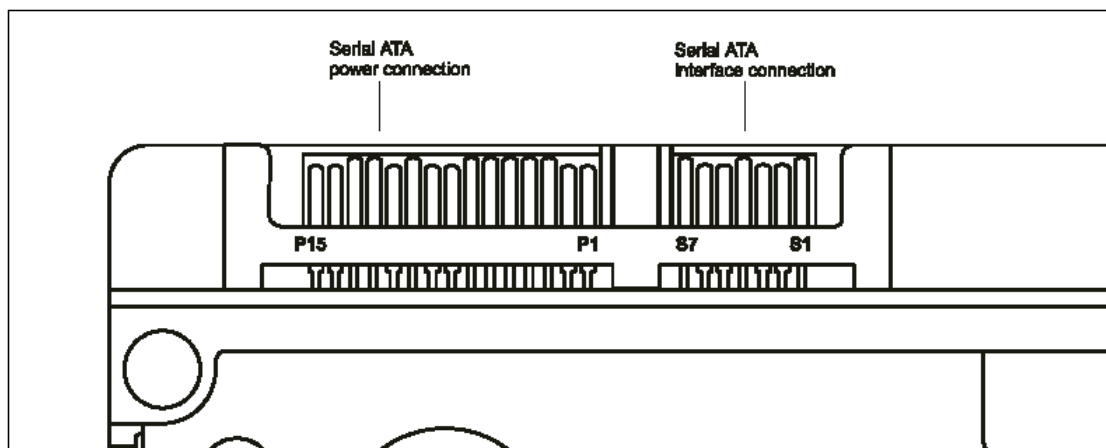 Serial ATA
power connection
Serial ATA
Interface connection
P15
P1
S7
S1